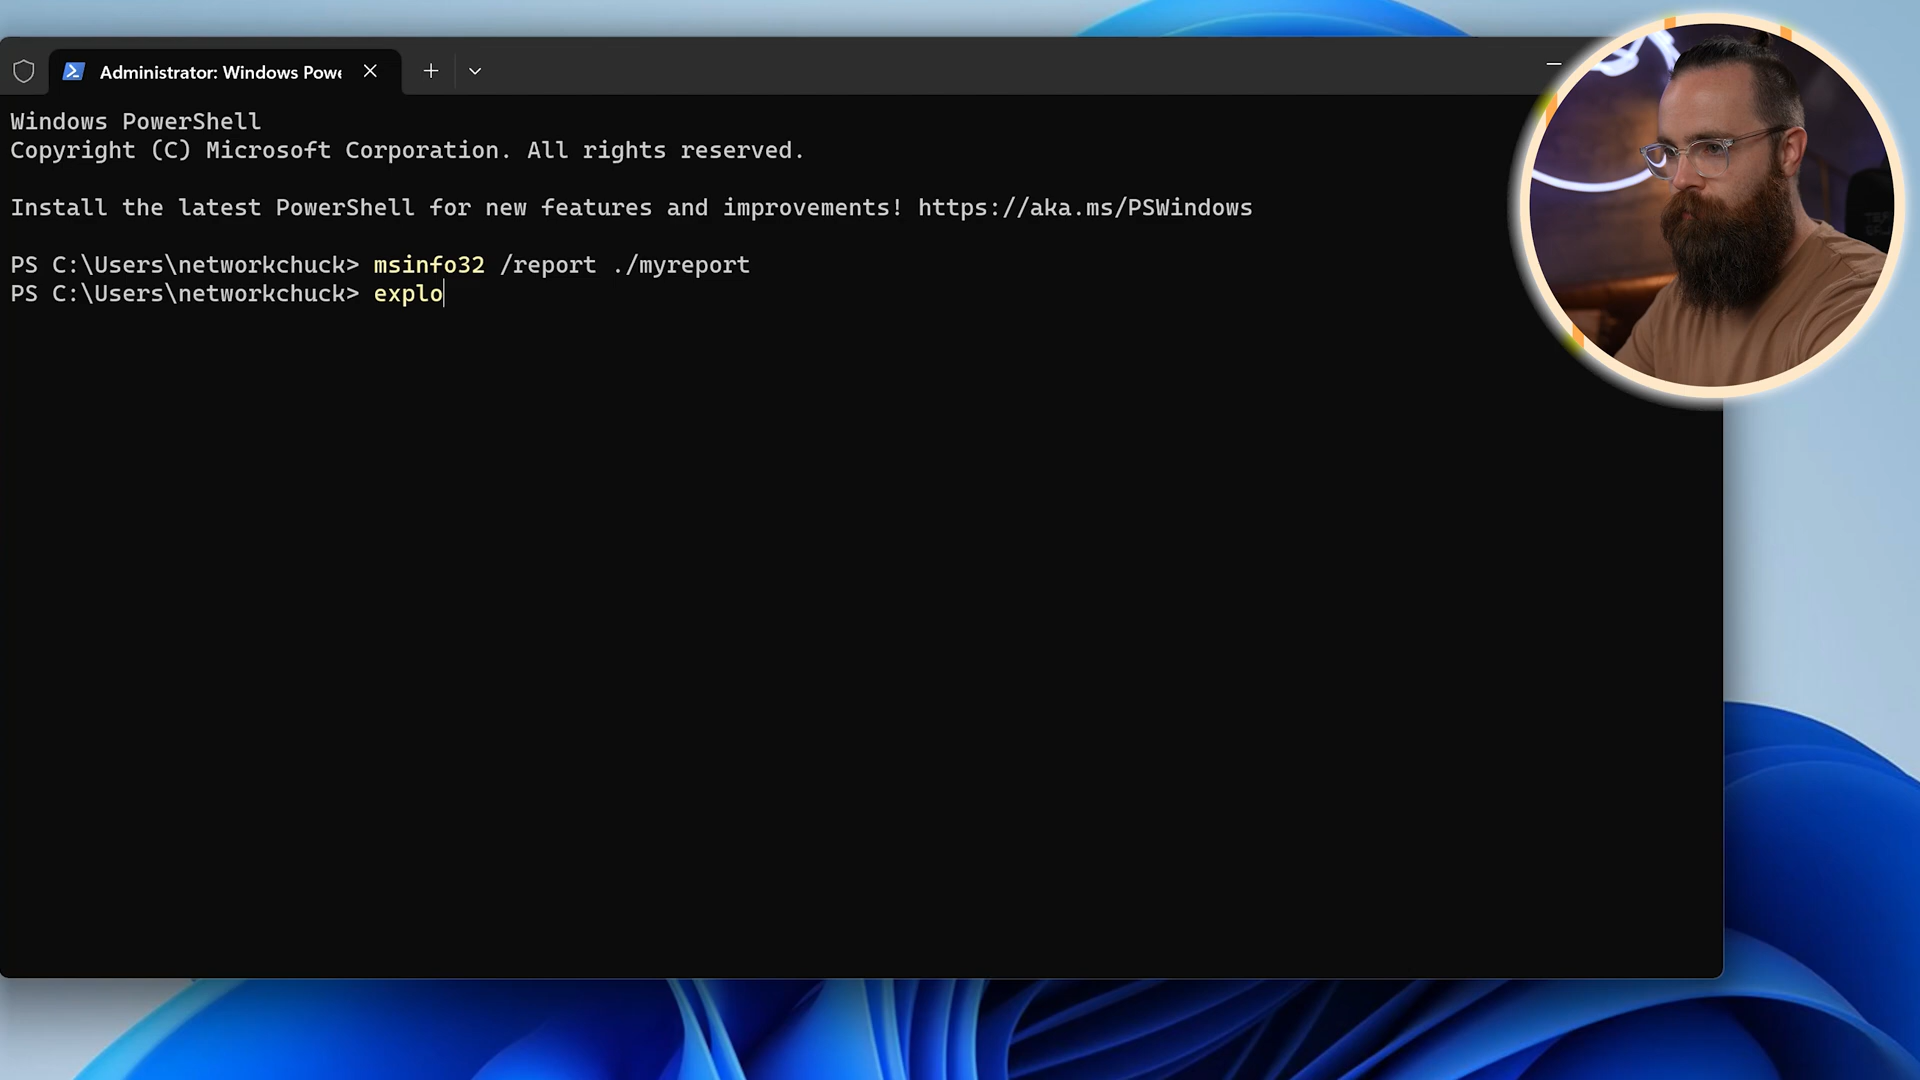 Administrator: Windows Powe
Windows PowerShell
Copyright (C) Microsoft Corporation. All rights reserved.
Install the latest PowerShell for new features and improvements! https://aka.ms/PSWindows
PS C:\Users\networkchuck> msinfo32 /report ./myreport
PS C:\Users\networkchuck> explo